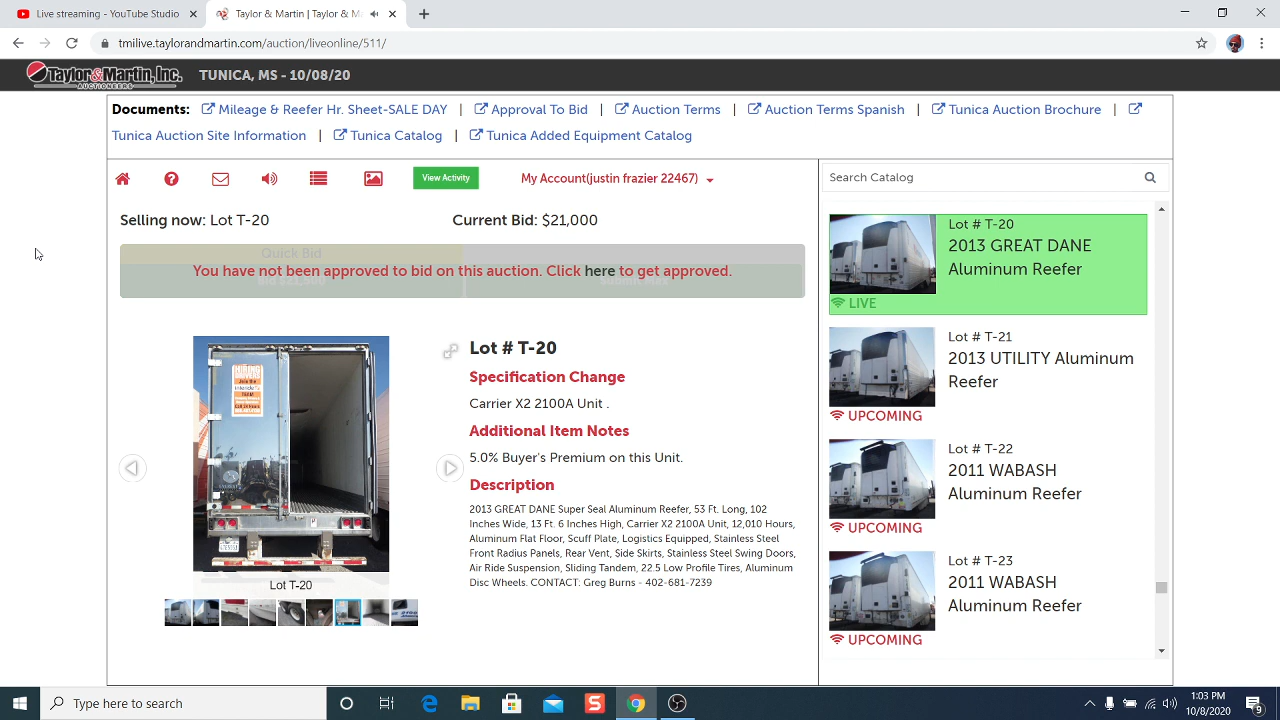 Live streaming - YouTube Studio
Taylor & Martin | Taylor & M
tmilive.taylorandmartin.com/auction/liveonline/511/
Taylor&Martin, Inc.
AUCTIONEERS
TUNICA, MS - 10/08/20
Documents: Mileage & Reefer Hr. Sheet-SALE DAY | Approval To Bid | Auction Terms | Auction Terms Spanish | Tunica Auction Brochure |
Tunica Auction Site Information | Tunica Catalog | Tunica Added Equipment Catalog
View Activity
My Account(justin frazier 22467)
Search Catalog
Selling now: Lot T-20
Current Bid: $21,000
Quick Bid
You have not been approved to bid on this auction. Click here to get approved.
Lot T-20
Lot # T-20
Specification Change
Carrier X2 2100A Unit .
Additional Item Notes
5.0% Buyer's Premium on this Unit.
Description
2013 GREAT DANE Super Seal Aluminum Reefer, 53 Ft. Long, 102
Inches Wide, 13 Ft. 6 Inches High, Carrier X2 2100A Unit, 12,010 Hours,
Aluminum Flat Floor, Scuff Plate, Logistics Equipped, Stainless Steel
Front Radius Panels, Rear Vent, Side Skirts, Stainless Steel Swing Doors,
Air Ride Suspension, Sliding Tandem, 22.5 Low Profile Tires, Aluminum
Disc Wheels. CONTACT: Greg Burns - 402-681-7239
Lot # T-20
2013 GREAT DANE
Aluminum Reefer
LIVE
Lot # T-21
2013 UTILITY Aluminum
Reefer
UPCOMING
Lot # T-22
2011 WABASH
Aluminum Reefer
UPCOMING
Lot # T-23
2011 WABASH
Aluminum Reefer
UPCOMING
Type here to search
1:03 PM
10/8/2020
9